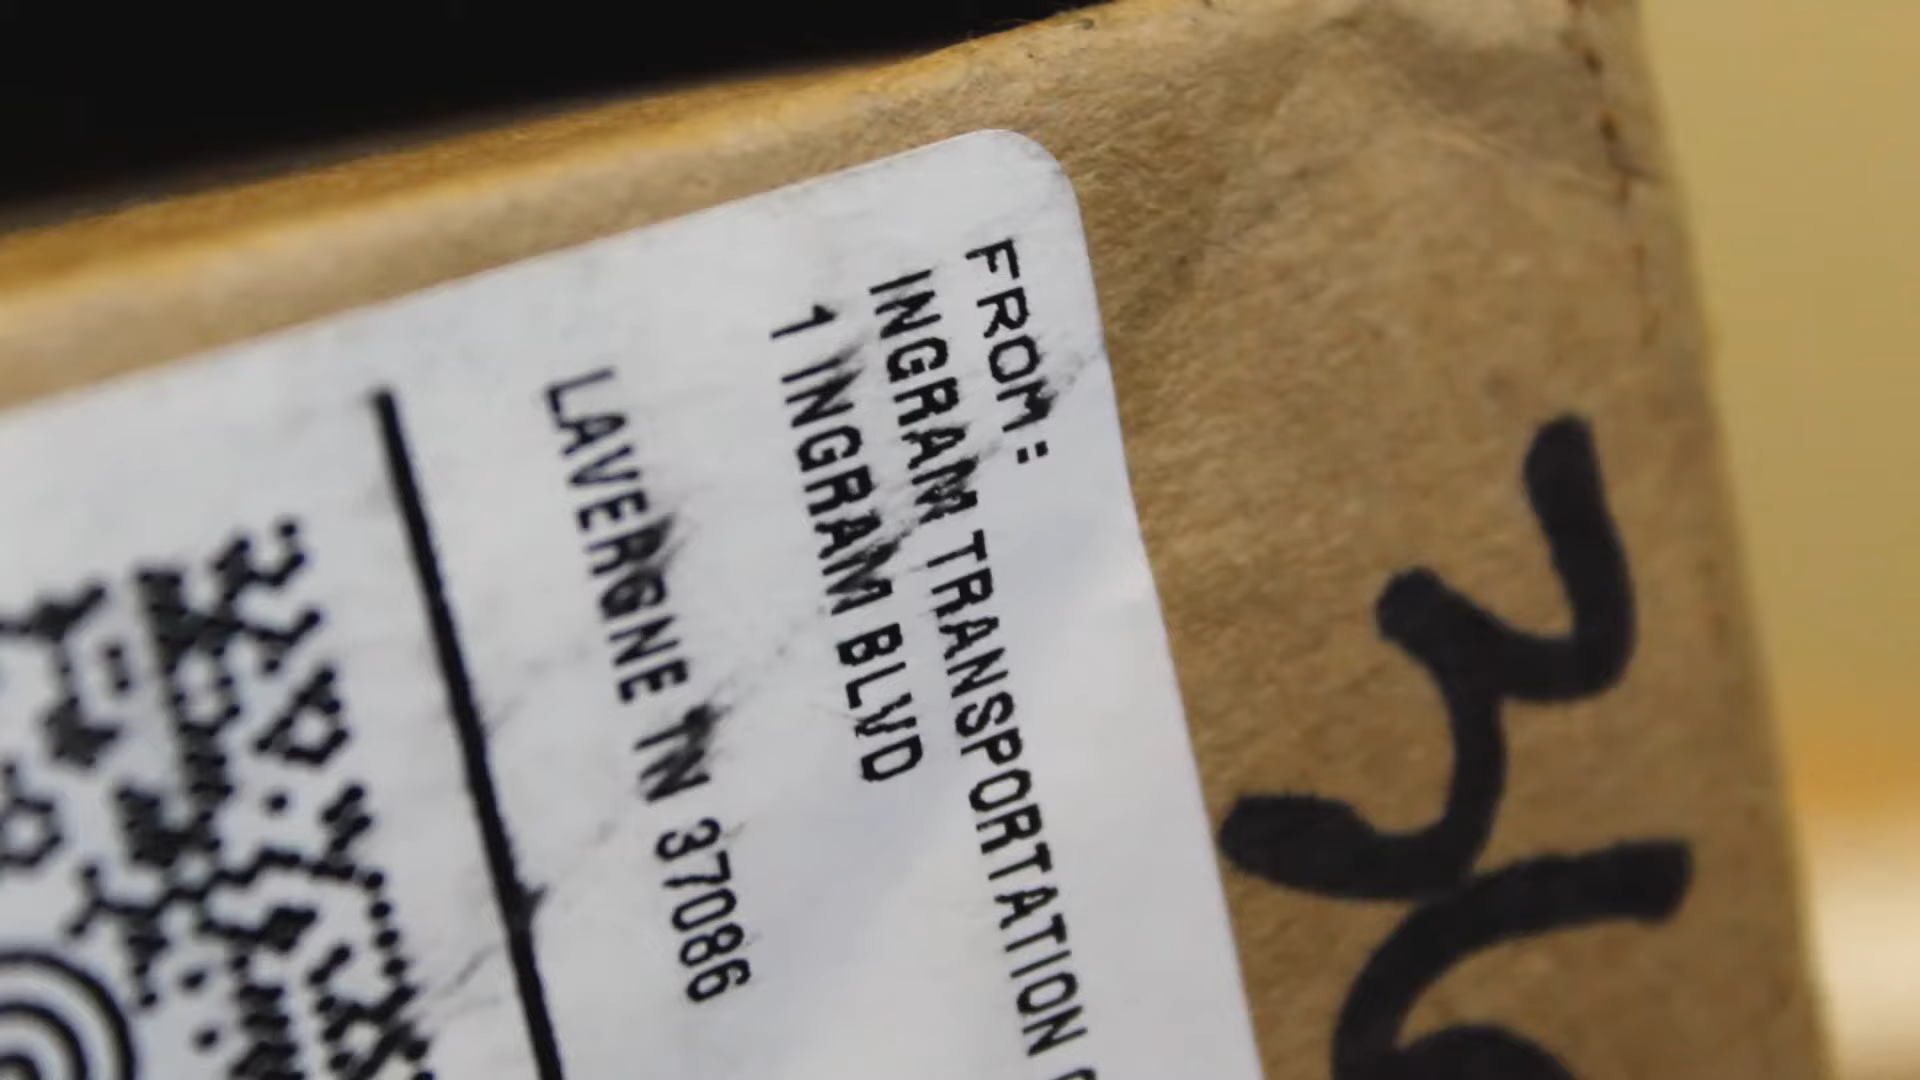 FROM:
INGRAM TRANSPORTATION
1 INGRAM BLVD
LAVERGNE TN 37086